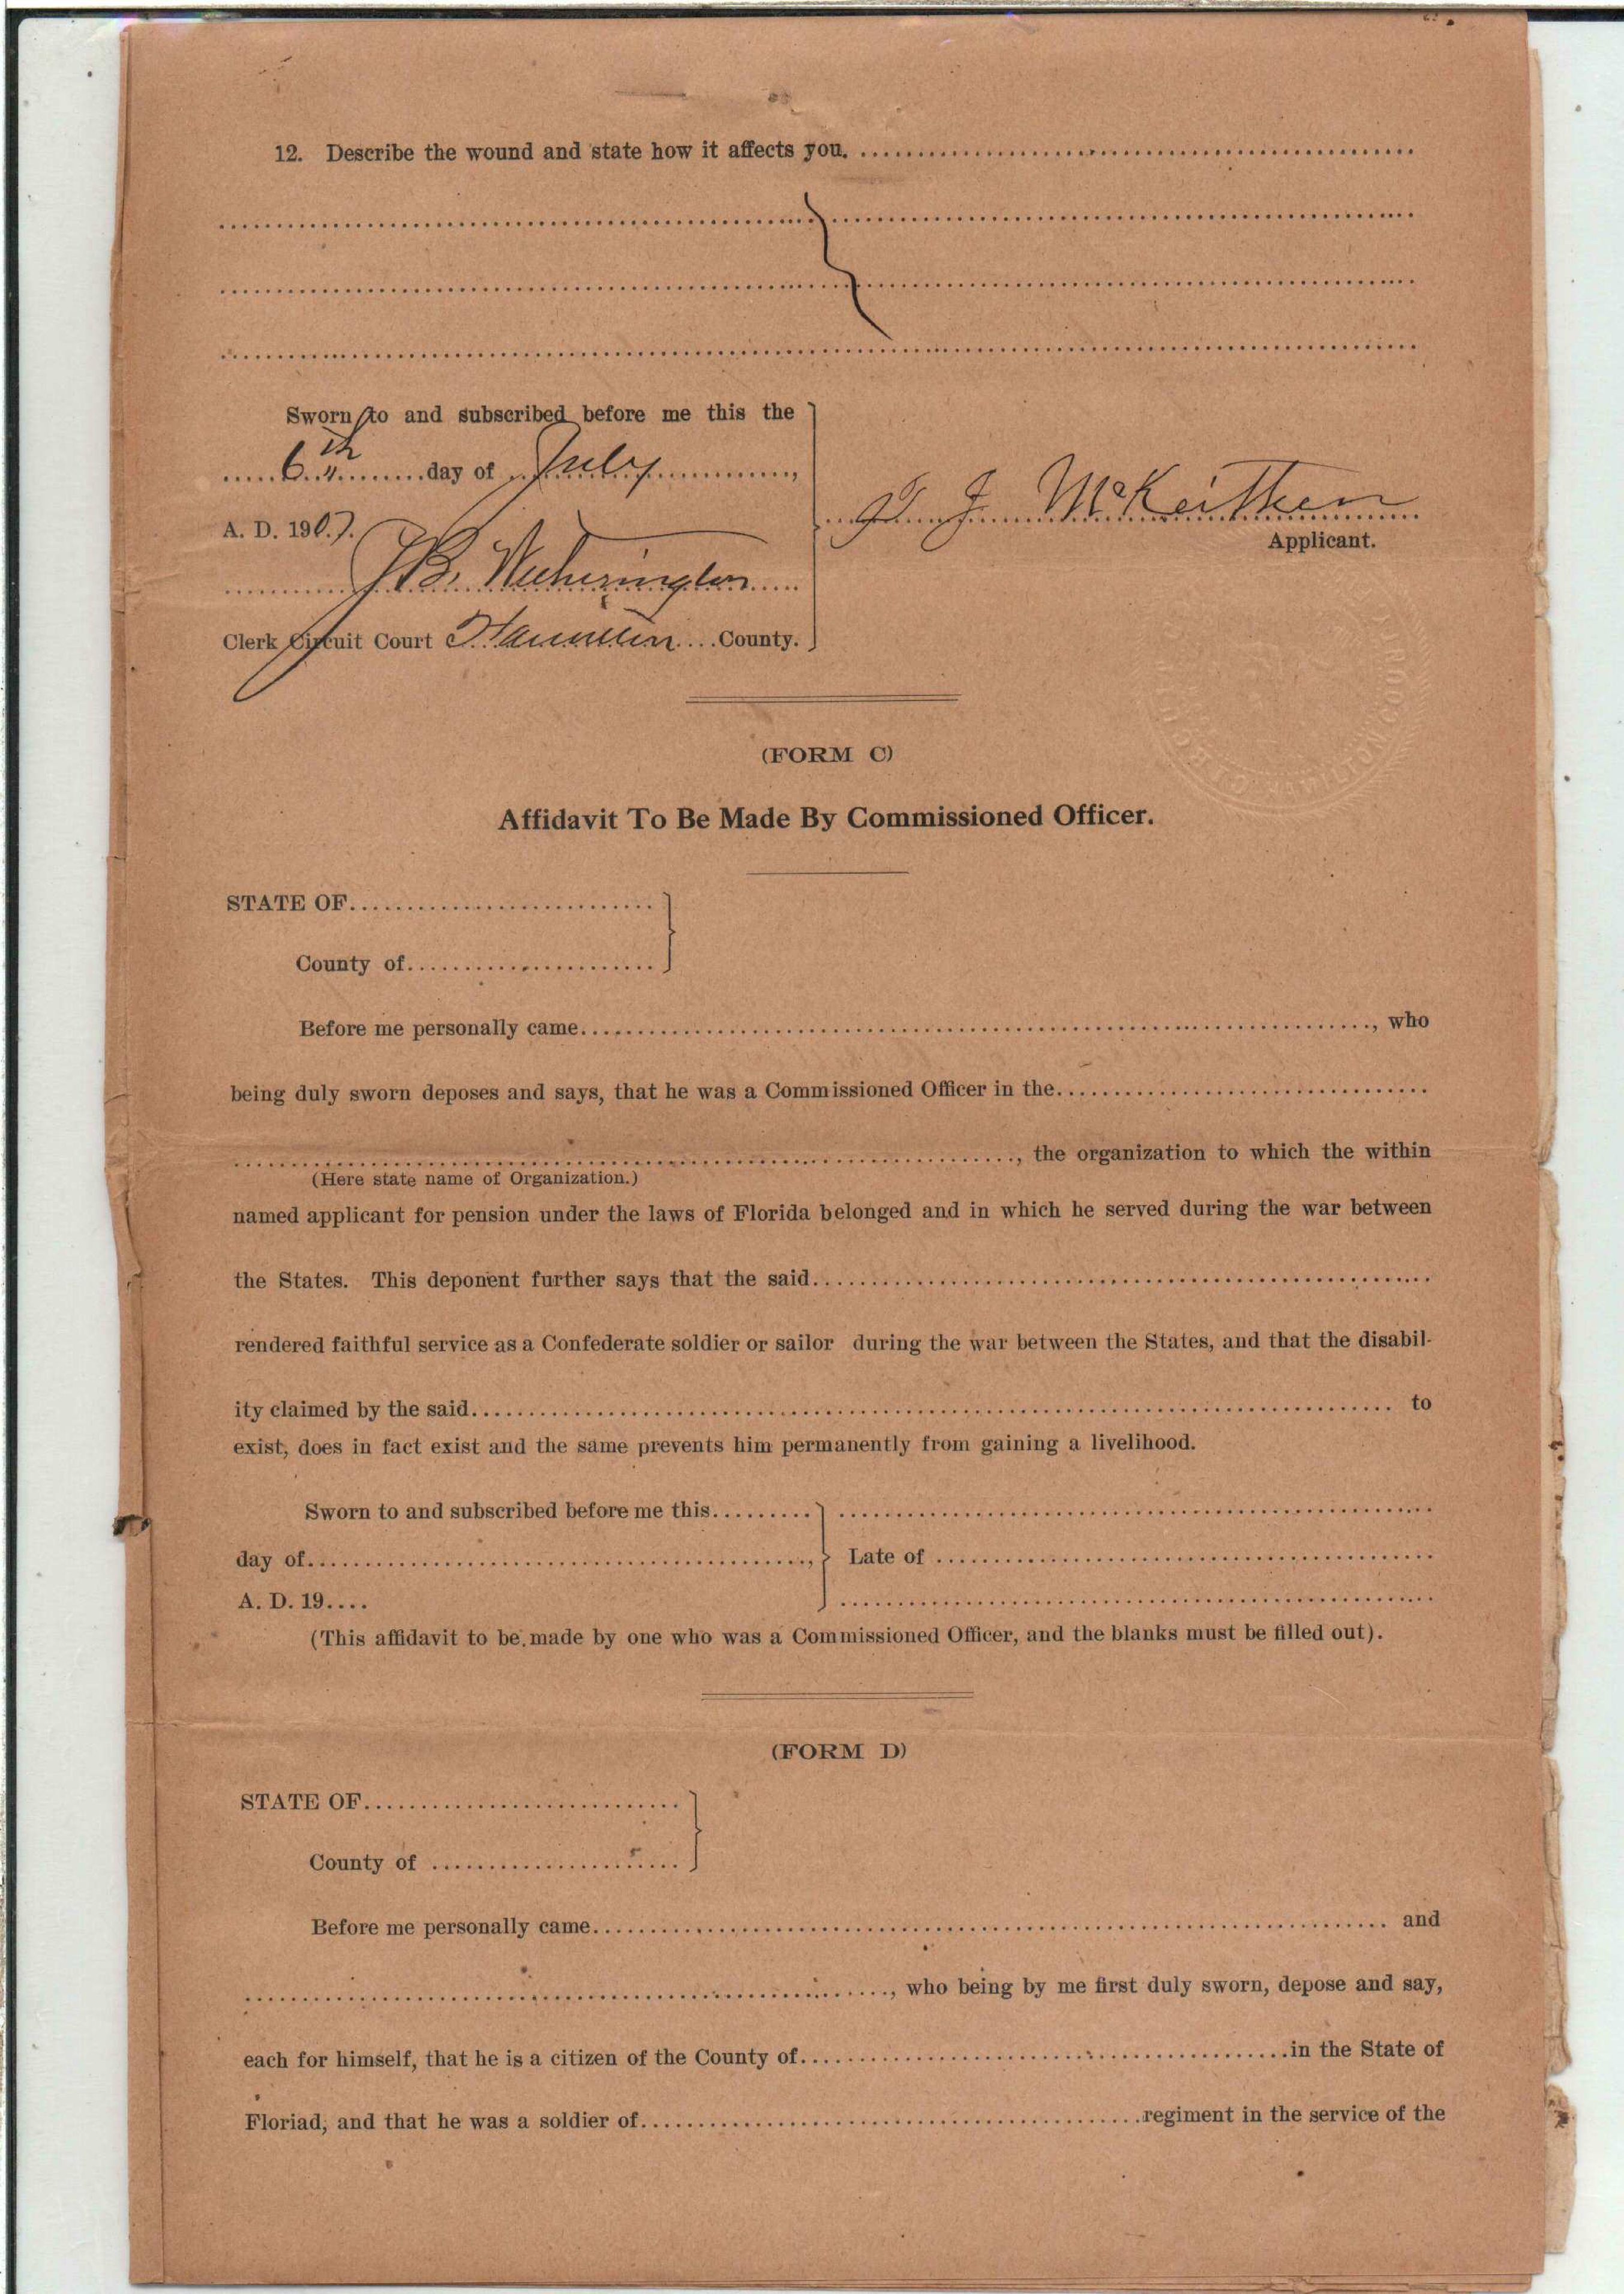 12. Describe the wound and state how it affects you.
Sworn to and subscribed before me this the
6th day of July,
A. D. 1907.
J. McKeithen
Applicant.
J B. Wetherington
Clerk Circuit Court Hamilton County.
HAMILTON COUNTY
(FORM C)
Affidavit To Be Made By Commissioned Officer.
STATE OF
County of
Before me personally came, who
being duly sworn deposes and says, that he was a Commissioned Officer in the
, the organization to which the within
(Here state name of Organization.)
named applicant for pension under the laws of Florida belonged and in which he served during the war between
the States. This deponent further says that the said
rendered faithful service as a Confederate soldier or sailor during the war between the States, and that the disabil-
ity claimed by the said to
exist, does in fact exist and the same prevents him permanently from gaining a livelihood.
Sworn to and subscribed before me this
day of, Late of
A. D. 19
(This affidavit to be made by one who was a Commissioned Officer, and the blanks must be filled out).
(FORM D)
STATE OF
County of
Before me personally came and
, who being by me first duly sworn, depose and say,
each for himself, that he is a citizen of the County of in the State of
Floriad, and that he was a soldier of regiment in the service of the